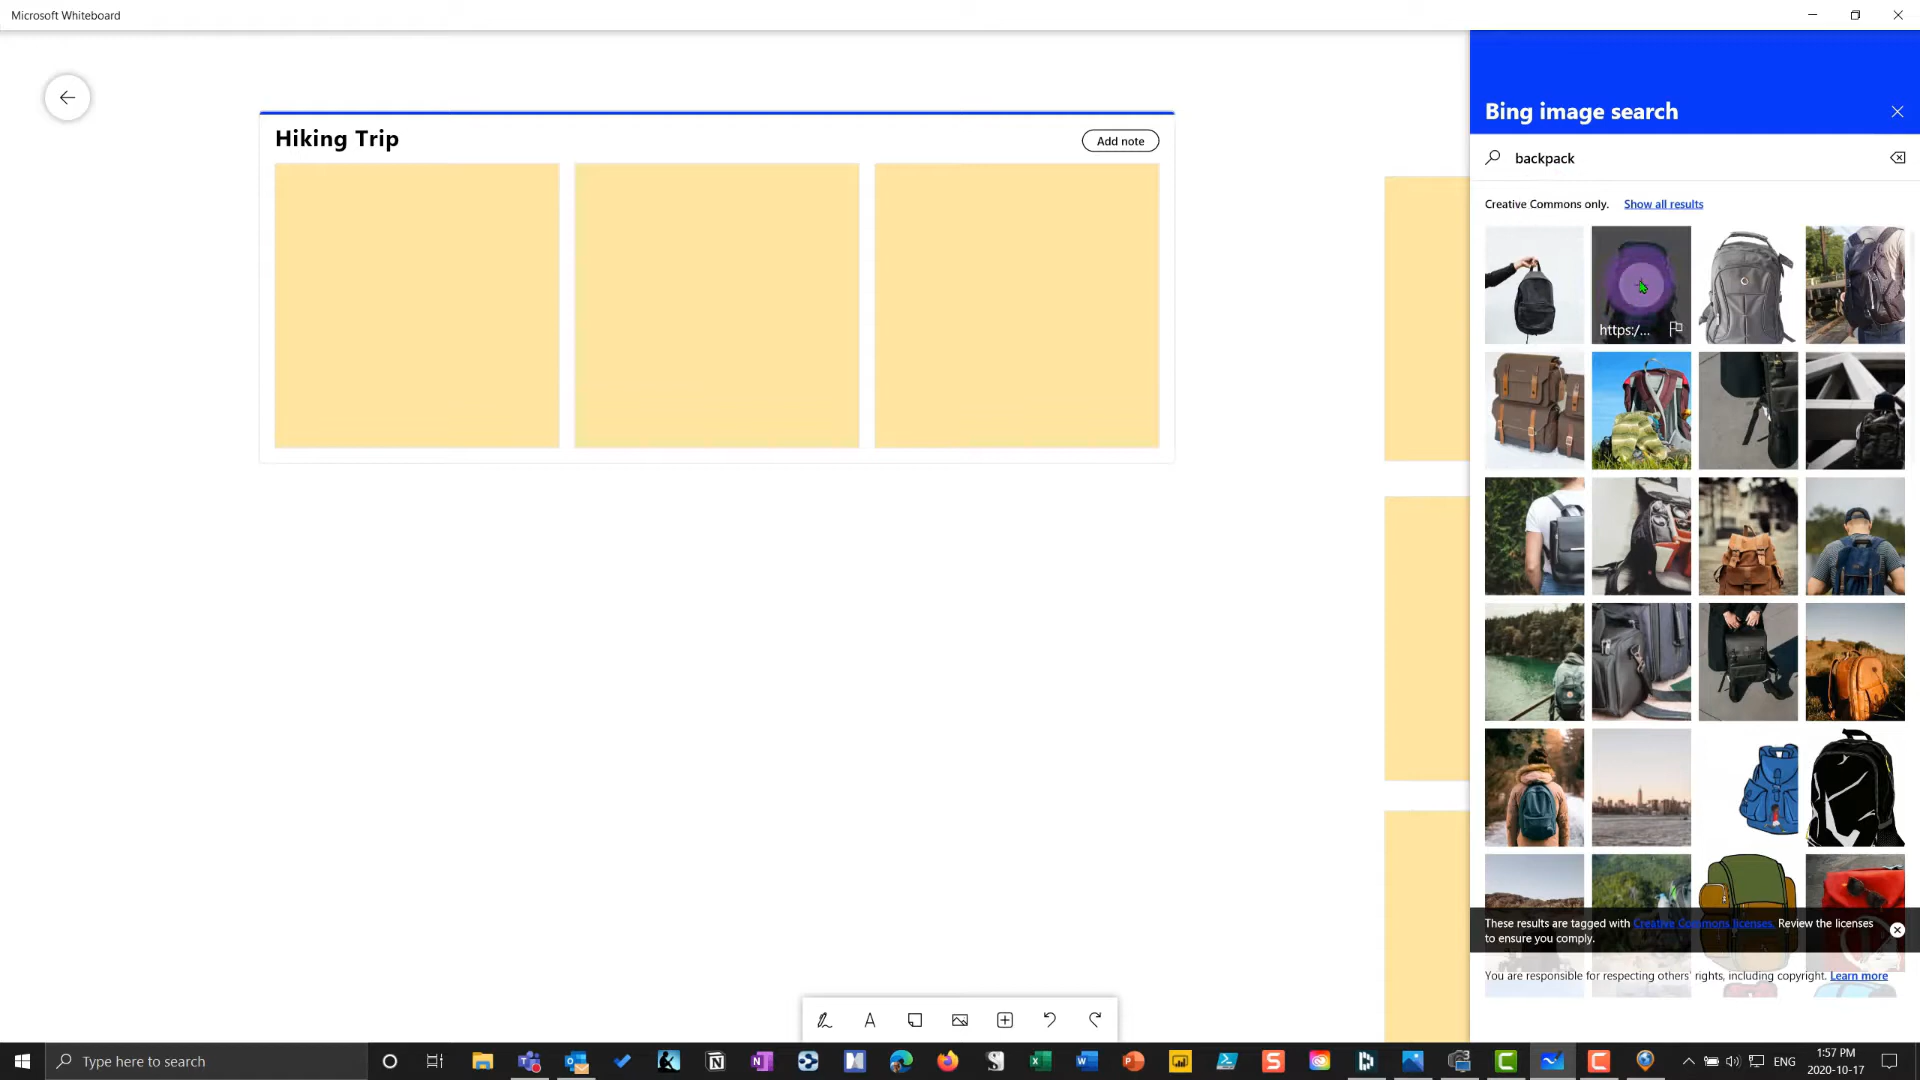 Microsoft Whiteboard
Hiking Trip
Add note
Bing image search
backpack
Creative Commons only. Show all results
https:/...
These results are tagged with Creative Commons licenses. Review the licenses
to ensure you comply.
You are responsible for respecting others' rights, including copyright. Learn more
Type here to search
ENG
1:57 PM
2020-10-17